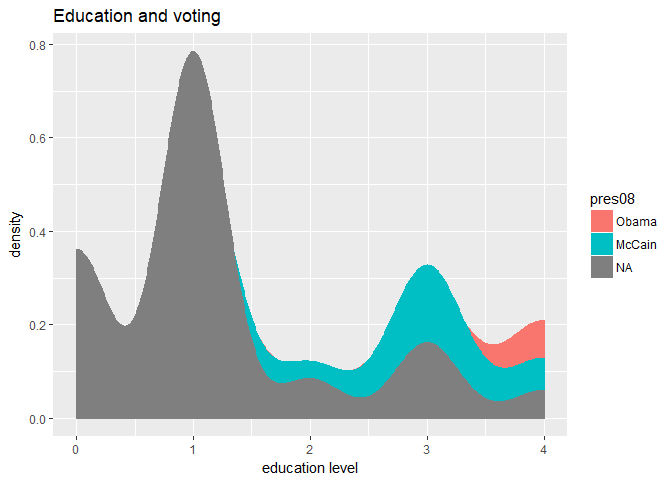 Education and voting
0.8
0.6
0.4
0.2
0.0
density
0 1 2 3 4
education level
pres08
Obama
McCain
NA